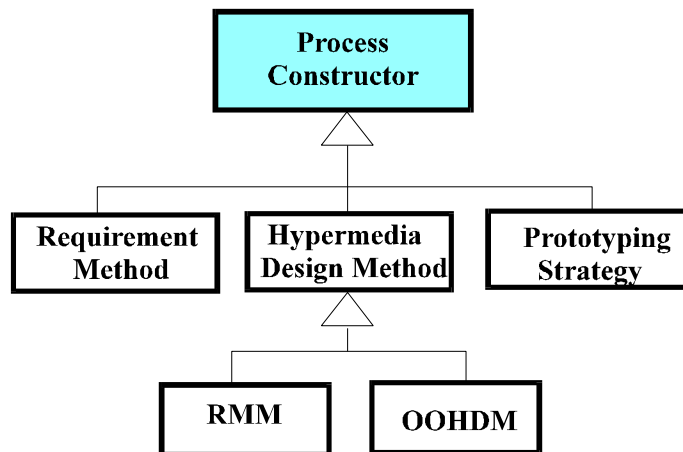 Process
Constructor
Requirement
Method
Hypermedia
Design Method
Prototyping
Strategy
RMM
OOHDM